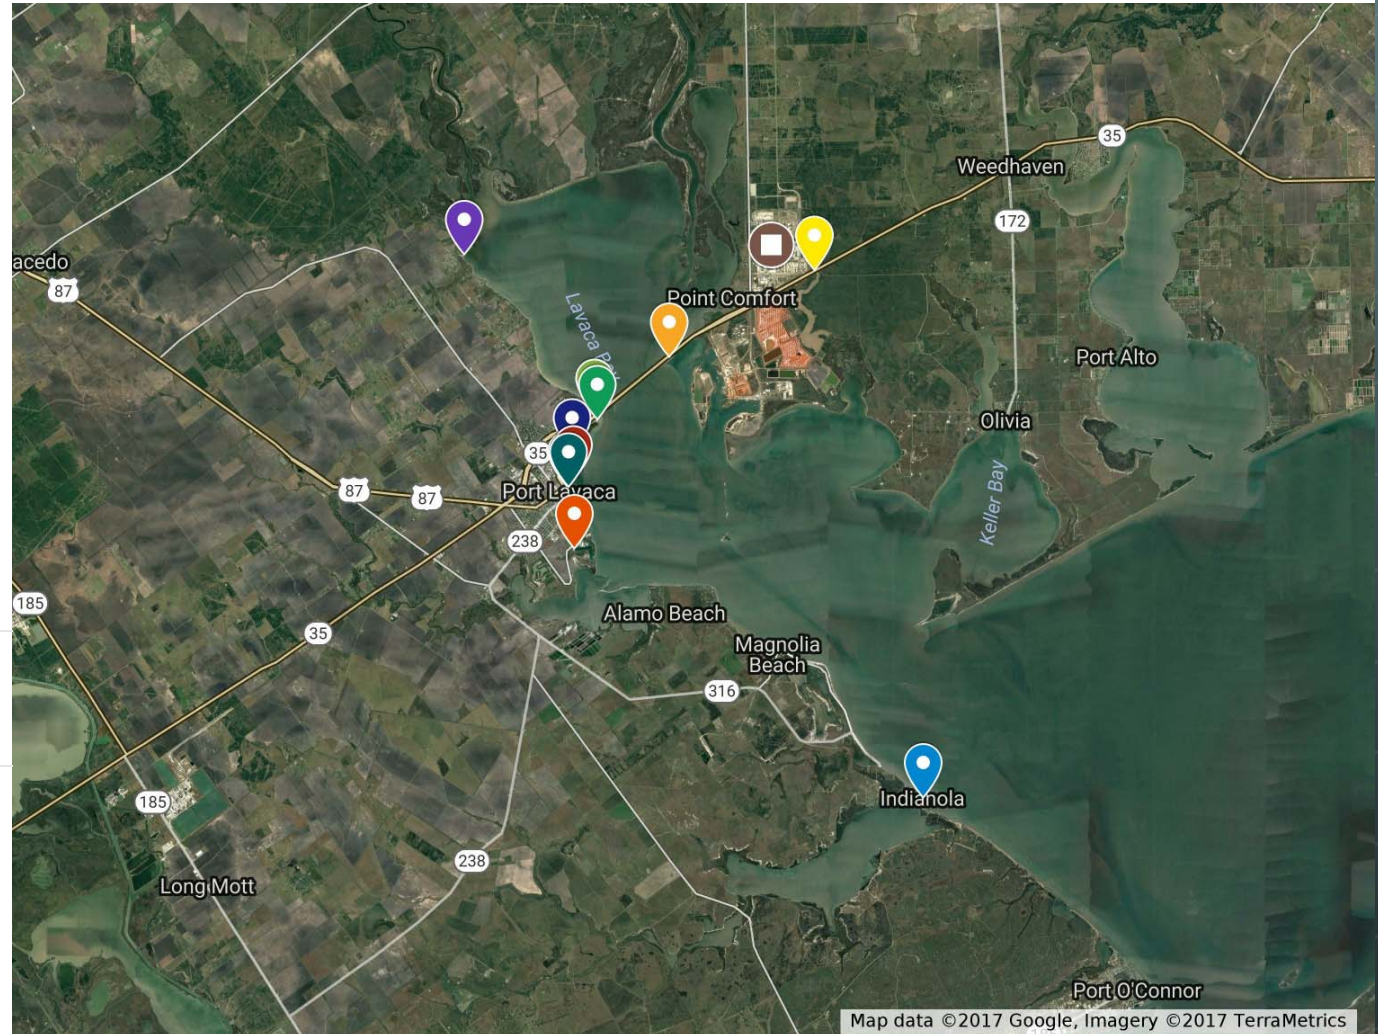 35
Weedhaven
172
acedo
87
Point Comfort
Lavaca Bay
Port Alto
Olivia
35
87
87
Port Lavaca
Keller Bay
238
185
Alamo Beach
35
Magnolia
Beach
316
Indianola
185
238
Long Mott
Port O'Connor
Map data ©2017 Google, Imagery ©2017 TerraMetrics